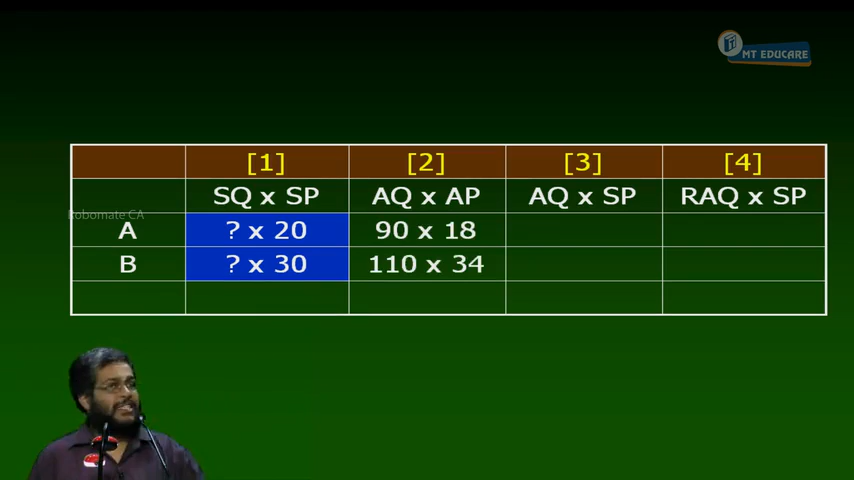 MT EDUCARE
[1] [2] [3] [4]
SQ x SP AQ x AP AQ x SP RAQ x SP
Robomate CA
A ? x 20 90 x 18
B ? x 30 110 x 34